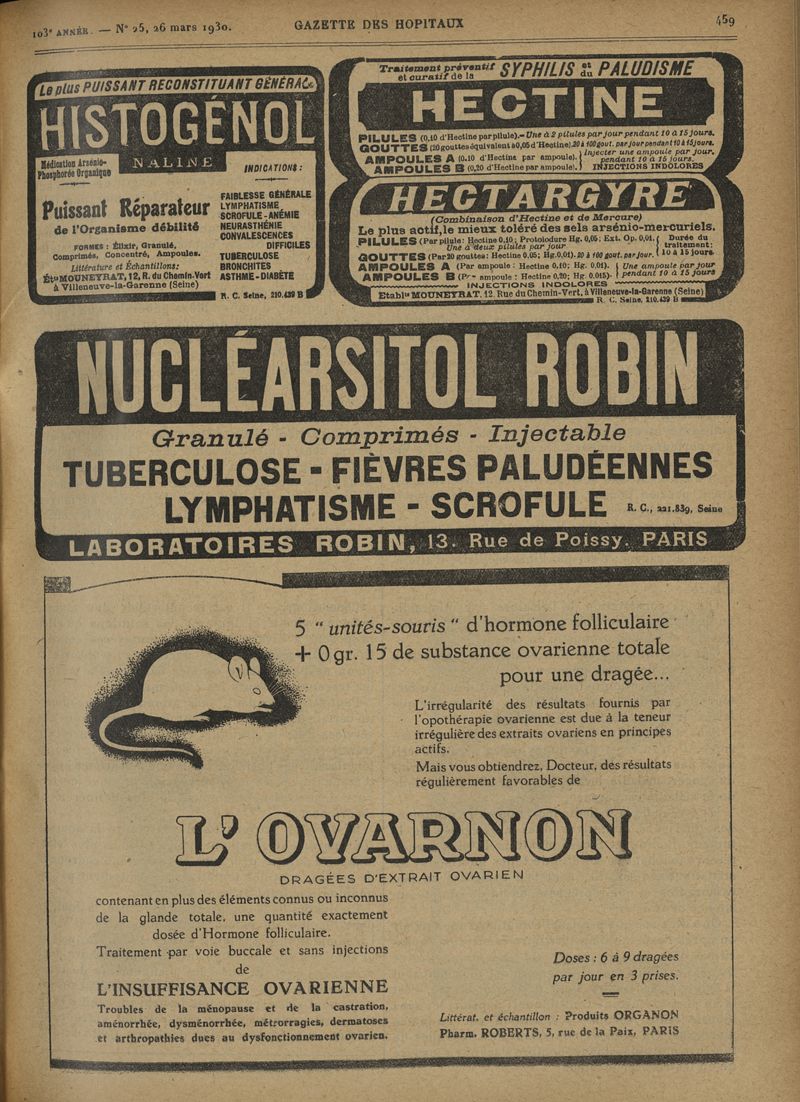 103ᵉ ANNÉE. — Nº 25, 26 mars 1930.
GAZETTE DES HOPITAUX
459
Le plus PUISSANT RECONSTITUANT GÉNÉRAL
HISTOGÉNOL
Médication Arsénio-
Phosphorée Organique
NALINE
INDICATIONS :
Puissant Réparateur
de l'Organisme débilité
FORMES : Élixir, Granulé,
Comprimés, Concentré, Ampoules.
Littérature et Échantillons :
Étᵗˢ MOUNEYRAT, 12, R. du Chemin-Vert
à Villeneuve-la-Garenne (Seine)
FAIBLESSE GÉNÉRALE
LYMPHATISME
SCROFULE - ANÉMIE
NEURASTHÉNIE
CONVALESCENCES
DIFFICILES
TUBERCULOSE
BRONCHITES
ASTHME - DIABÈTE
R. C. Seine, 210.439 B
Traitement préventif et curatif de la SYPHILIS et du PALUDISME
HECTINE
PILULES (0,10 d'Hectine par pilule).- Une à 2 pilules par jour pendant 10 à 15 jours.
GOUTTES (20 gouttes équivalent à 0,05 d'Hectine) 20 à 100 gout. par jour pendant 10 à 15 jours.
AMPOULES A (0.10 d'Hectine par ampoule). } Injecter une ampoule par jour.
pendant 10 à 15 jours.
AMPOULES B (0,20 d'Hectine par ampoule). } INJECTIONS INDOLORES
HECTARGYRE
(Combinaison d'Hectine et de Mercure)
Le plus actif, le mieux toléré des sels arsénio-mercuriels.
PILULES (Par pilule : Hectine 0,10 ; Protoiodure Hg. 0,05 ; Ext. Op. 0,01.
Une à deux pilules par jour
GOUTTES (Par 20 gouttes : Hectine 0,05 ; Hg. 0,01). 20 à 100 gout. par jour.
Durée du
traitement :
10 à 15 jours.
AMPOULES A (Par ampoule : Hectine 0,10 ; Hg. 0,01). { Une ampoule par jour
AMPOULES B (Pʳ ampoule : Hectine 0,20 ; Hg. 0,015). { pendant 10 à 15 jours
INJECTIONS INDOLORES
Etablᵗˢ MOUNEYRAT, 12 Rue du Chemin-Vert, à Villeneuve-la-Garenne (Seine)
R. C. Seine, 210.439 B
NUCLÉARSITOL ROBIN
Granulé - Comprimés - Injectable
TUBERCULOSE - FIÈVRES PALUDÉENNES
LYMPHATISME - SCROFULE R. C., 221.839, Seine
LABORATOIRES ROBIN, 13. Rue de Poissy. PARIS
5 " unités-souris " d'hormone folliculaire
+ 0 gr. 15 de substance ovarienne totale
pour une dragée...
L'irrégularité des résultats fournis par
l'opothérapie ovarienne est due à la teneur
irrégulière des extraits ovariens en principes
actifs.
Mais vous obtiendrez, Docteur, des résultats
régulièrement favorables de
L'OVARNON
DRAGÉES D'EXTRAIT OVARIEN
contenant en plus des éléments connus ou inconnus
de la glande totale, une quantité exactement
dosée d'Hormone folliculaire.
Traitement par voie buccale et sans injections
de
L'INSUFFISANCE OVARIENNE
Troubles de la ménopause et de la castration,
aménorrhée, dysménorrhée, métrorragies, dermatoses
et arthropathies dues au dysfonctionnement ovarien.
Doses : 6 à 9 dragées
par jour en 3 prises.
Littérat. et échantillon : Produits ORGANON
Pharm. ROBERTS, 5, rue de la Paix, PARIS